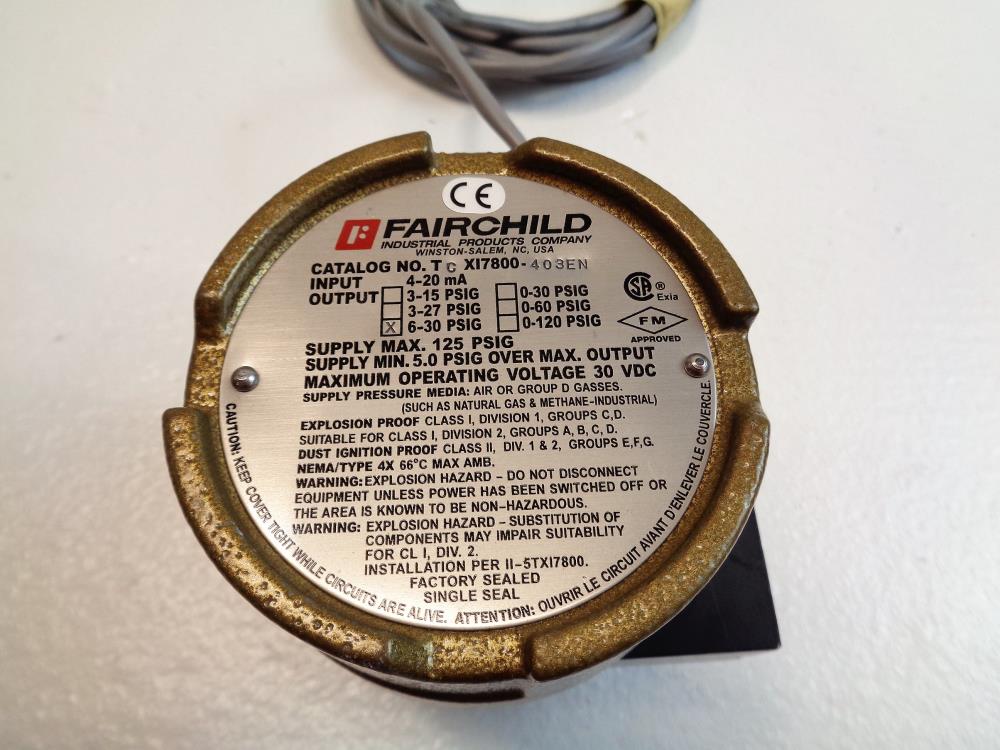 CE
FAIRCHILD
INDUSTRIAL PRODUCTS COMPANY
WINSTON-SALEM, NC, USA
CATALOG NO. TC XI7800-403EN
INPUT 4-20 mA
OUTPUT 3-15 PSIG 0-30 PSIG
3-27 PSIG 0-60 PSIG
X 6-30 PSIG 0-120 PSIG
SA ® Exia
FM
APPROVED
SUPPLY MAX. 125 PSIG
SUPPLY MIN. 5.0 PSIG OVER MAX. OUTPUT
MAXIMUM OPERATING VOLTAGE 30 VDC
SUPPLY PRESSURE MEDIA: AIR OR GROUP D GASSES.
(SUCH AS NATURAL GAS & METHANE-INDUSTRIAL)
EXPLOSION PROOF CLASS I, DIVISION 1, GROUPS C,D.
SUITABLE FOR CLASS I, DIVISION 2, GROUPS A, B, C, D.
DUST IGNITION PROOF CLASS II, DIV. 1 & 2, GROUPS E,F,G.
NEMA/TYPE 4X 66°C MAX AMB.
WARNING: EXPLOSION HAZARD - DO NOT DISCONNECT
EQUIPMENT UNLESS POWER HAS BEEN SWITCHED OFF OR
THE AREA IS KNOWN TO BE NON-HAZARDOUS.
WARNING: EXPLOSION HAZARD - SUBSTITUTION OF
COMPONENTS MAY IMPAIR SUITABILITY
FOR CL I, DIV. 2.
INSTALLATION PER II-5TXI7800.
FACTORY SEALED
SINGLE SEAL
CAUTION: KEEP COVER TIGHT WHILE CIRCUITS ARE ALIVE. ATTENTION: OUVRIR LE CIRCUIT AVANT D'ENLEVER LE COUVERCLE.